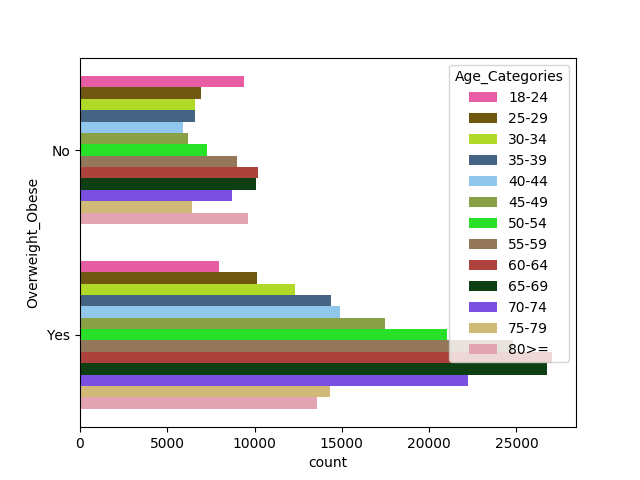 Age_Categories
18-24
25-29
30-34
35-39
40-44
45-49
50-54
55-59
60-64
65-69
70-74
75-79
80>=
No
Yes
Overweight_Obese
0 5000 10000 15000 20000 25000
count